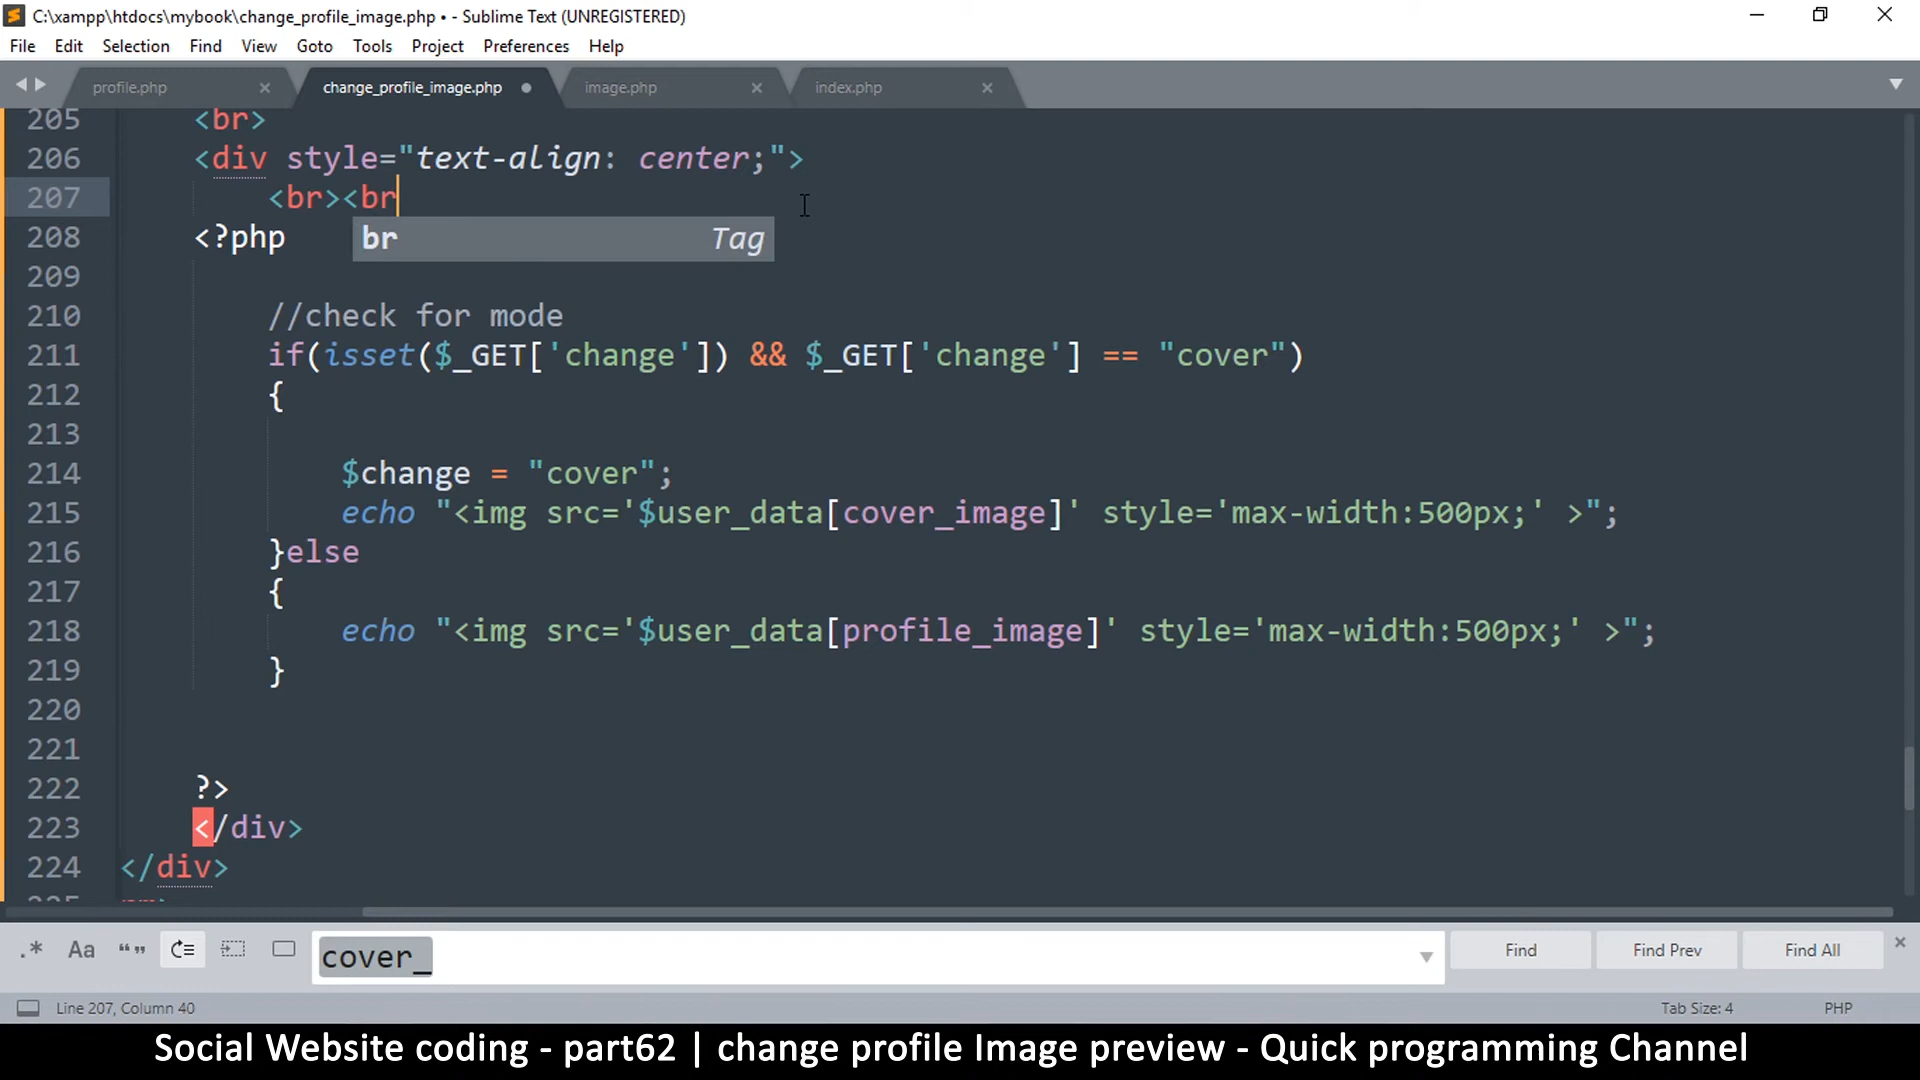 C:\xampp\htdocs\mybook\change_profile_image.php • - Sublime Text (UNREGISTERED)
File Edit Selection Find View Goto Tools Project Preferences Help
profile.php × change_profile_image.php image.php × index.php ×
205 <br>
206 <div style="text-align: center;">
207 <br><br
208 <?php br Tag
209
210 //check for mode
211 if(isset($_GET['change']) && $_GET['change'] == "cover")
212 {
213
214 $change = "cover";
215 echo "<img src='$user_data[cover_image]' style='max-width:500px;' >";
216 }else
217 {
218 echo "<img src='$user_data[profile_image]' style='max-width:500px;' >";
219 }
220
221
222 ?>
223 </div>
224 </div>
.* Aa “” cover_ Find Find Prev Find All ×
Line 207, Column 40 Tab Size: 4 PHP
Social Website coding - part62 | change profile Image preview - Quick programming Channel